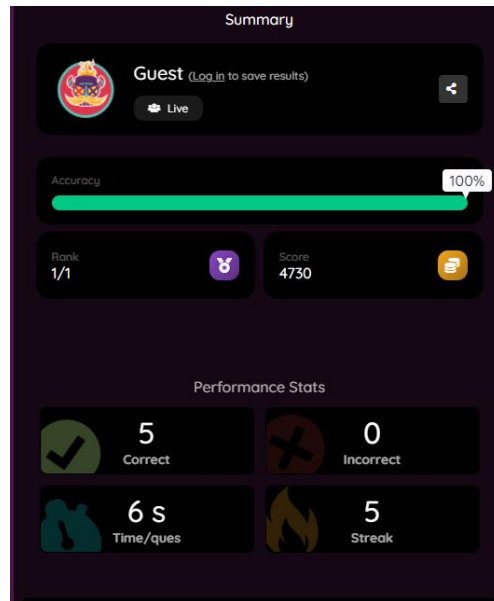 Summary
Guest (Log in to save results)
Live
Accuracy
100%
Rank
1/1
Score
4730
Performance Stats
5
Correct
0
Incorrect
6 s
Time/ques
5
Streak